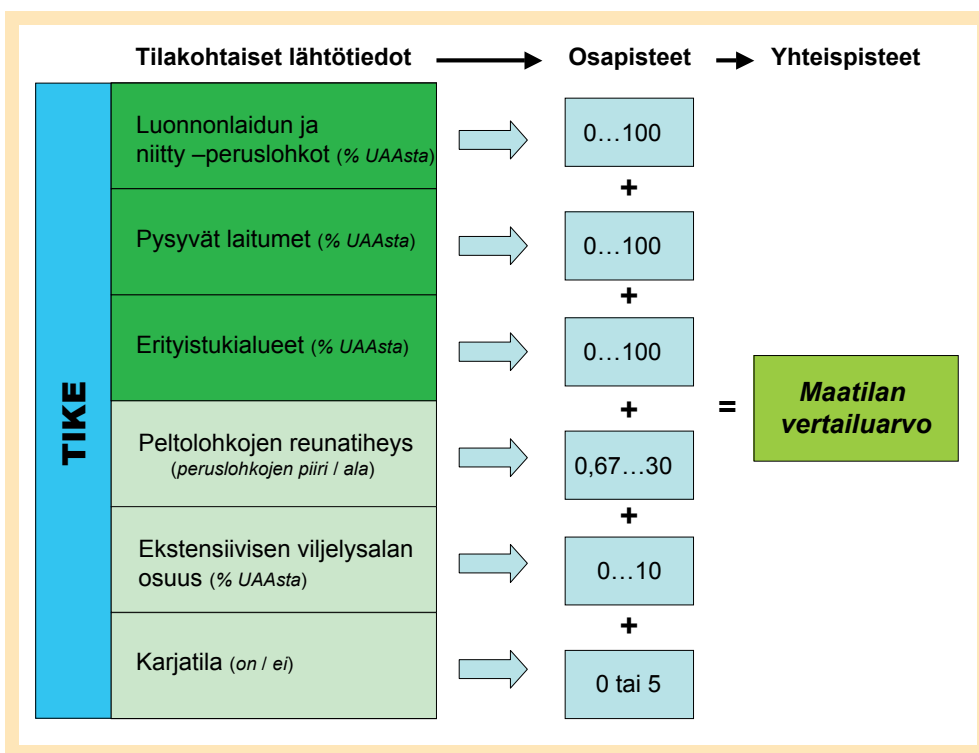 Tilakohtaiset lähtötiedot
Osapisteet
Yhteispisteet
TIKE
Luonnonlaidun ja
niitty –peruslohkot (% UAAsta)
0…100
+
Pysyvät laitumet (% UAAsta)
0…100
+
Erityistukialueet (% UAAsta)
0…100
+
=
Maatilan
vertailuarvo
Peltolohkojen reunatiheys
(peruslohkojen piiri / ala)
0,67…30
+
Ekstensiivisen viljelysalan
osuus (% UAAsta)
0…10
+
Karjatila (on / ei)
0 tai 5